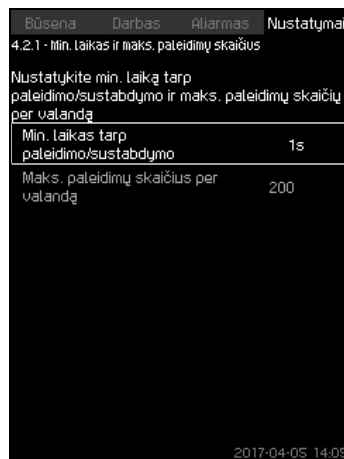 Būsena Darbas Aliarmas Nustatymai
4.2.1 - Min. laikas ir maks. paleidimų skaičius
Nustatykite min. laiką tarp
paleidimo/sustabdymo ir maks. paleidimų skaičių
per valandą
Min. laikas tarp
paleidimo/sustabdymo 1s
Maks. paleidimų skaičius per
valandą 200
2017-04-05 14:05